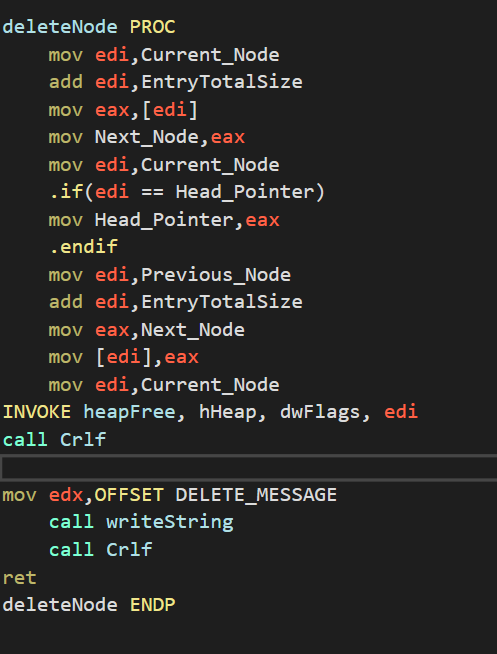 deleteNode PROC
mov edi,Current_Node
add edi,EntryTotalSize
mov eax,[edi]
mov Next_Node,eax
mov edi,Current_Node
.if(edi == Head_Pointer)
mov Head_Pointer,eax
.endif
mov edi,Previous_Node
add edi,EntryTotalSize
mov eax,Next_Node
mov [edi],eax
mov edi,Current_Node
INVOKE heapFree, hHeap, dwFlags, edi
call Crlf
mov edx,OFFSET DELETE_MESSAGE
call writeString
call Crlf
ret
deleteNode ENDP